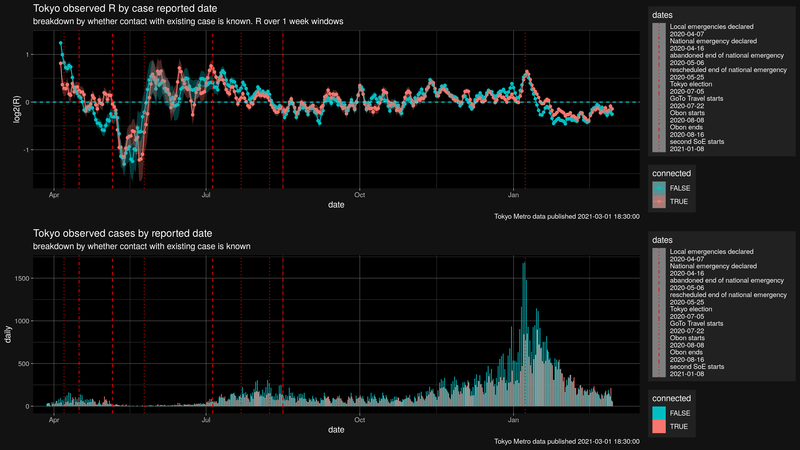 Tokyo observed R by case reported date
breakdown by whether contact with existing case is known. R over 1 week windows
log2(R)
1
0
-1
Apr
Jul
Oct
Jan
date
Tokyo Metro data published 2021-03-01 18:30:00
dates
Local emergencies declared
2020-04-07
National emergency declared
2020-04-16
abandoned end of national emergency
2020-05-06
rescheduled end of national emergency
2020-05-25
Tokyo election
2020-07-05
GoTo Travel starts
2020-07-22
Obon starts
2020-08-08
Obon ends
2020-08-16
second SoE starts
2021-01-08
connected
FALSE
TRUE
Tokyo observed cases by reported date
breakdown by whether contact with existing case is known
daily
1500
1000
500
0
Apr
Jul
Oct
Jan
date
Tokyo Metro data published 2021-03-01 18:30:00
dates
Local emergencies declared
2020-04-07
National emergency declared
2020-04-16
abandoned end of national emergency
2020-05-06
rescheduled end of national emergency
2020-05-25
Tokyo election
2020-07-05
GoTo Travel starts
2020-07-22
Obon starts
2020-08-08
Obon ends
2020-08-16
second SoE starts
2021-01-08
connected
FALSE
TRUE